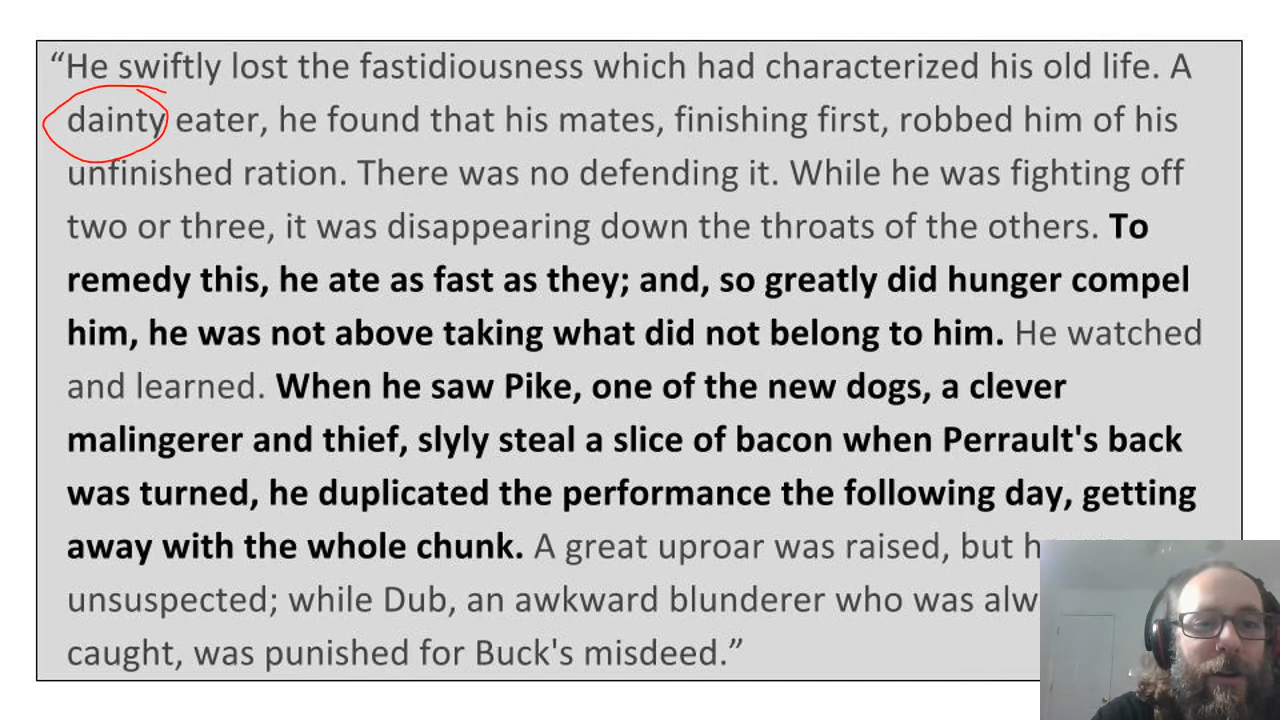 “He swiftly lost the fastidiousness which had characterized his old life. A
dainty eater, he found that his mates, finishing first, robbed him of his
unfinished ration. There was no defending it. While he was fighting off
two or three, it was disappearing down the throats of the others. To
remedy this, he ate as fast as they; and, so greatly did hunger compel
him, he was not above taking what did not belong to him. He watched
and learned. When he saw Pike, one of the new dogs, a clever
malingerer and thief, slyly steal a slice of bacon when Perrault's back
was turned, he duplicated the performance the following day, getting
away with the whole chunk. A great uproar was raised, but
unsuspected; while Dub, an awkward blunderer who was
caught, was punished for Buck's misdeed.”